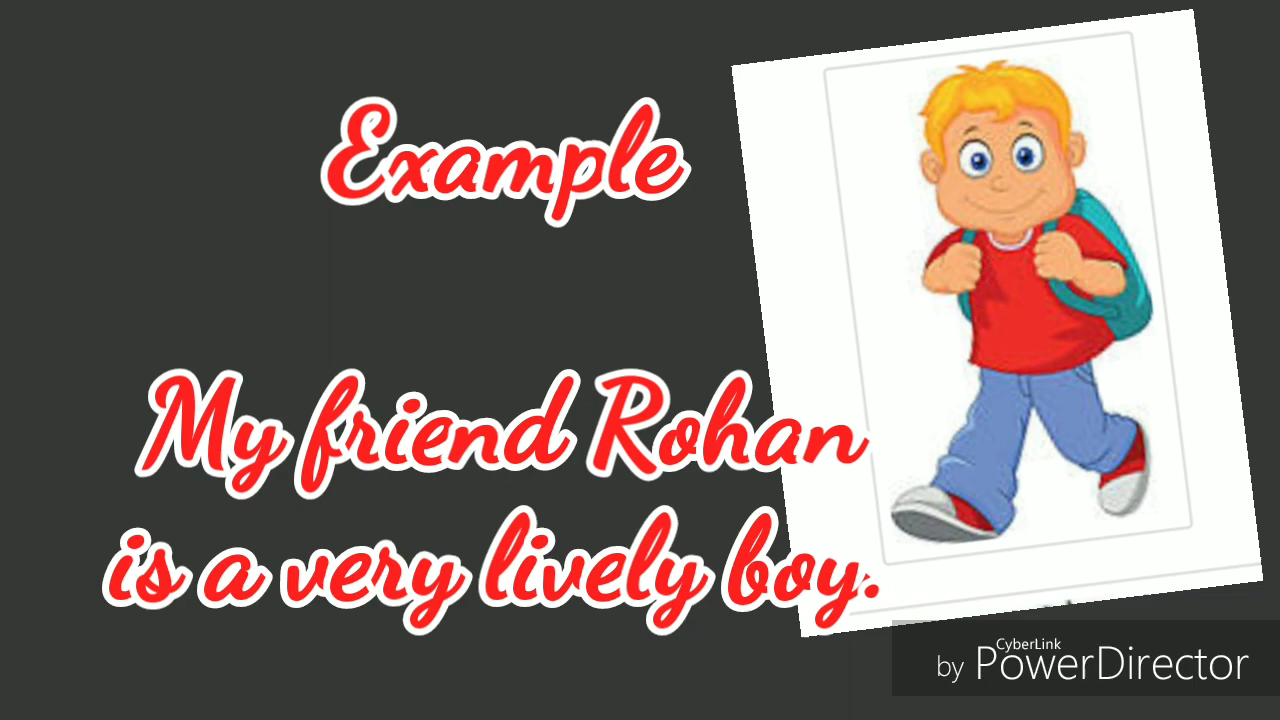 Example
My friend Rohan
is a very lively boy.
CyberLink
by PowerDirector